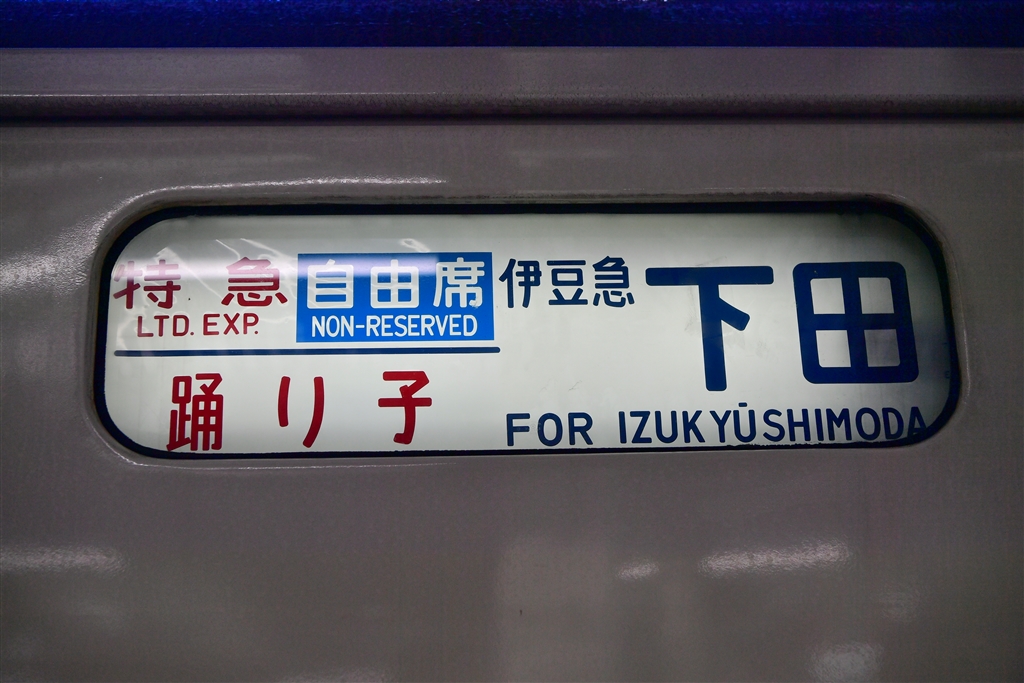 特急
LTD. EXP.
自由席
NON-RESERVED
踊り子
伊豆急下田
FOR IZUKYŪSHIMODA